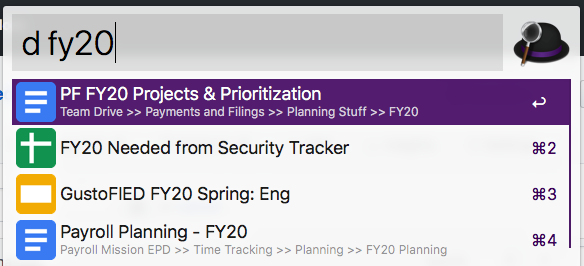 d fy20
PF FY20 Projects & Prioritization
Team Drive >> Payments and Filings >> Planning Stuff >> FY20
↩
FY20 Needed from Security Tracker
⌘2
GustoFIED FY20 Spring: Eng
⌘3
Payroll Planning - FY20
Payroll Mission EPD >> Time Tracking >> Planning >> FY20 Planning
⌘4